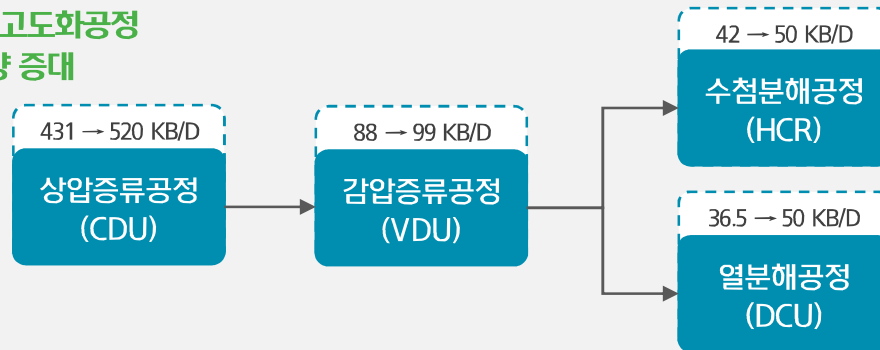 고도화공정
증대
431 → 520 KB/D
상압증류공정
(CDU)
88 → 99 KB/D
감압증류공정
(VDU)
42 → 50 KB/D
수첨분해공정
(HCR)
36.5 → 50 KB/D
열분해공정
(DCU)